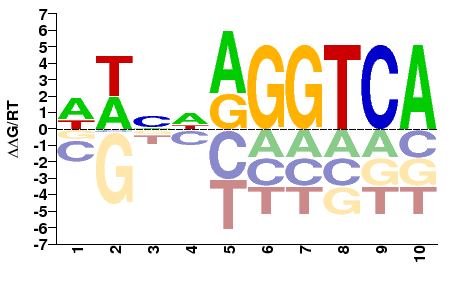 ΔΔG/RT
7
6
5
4
3
2
1
0
-1
-2
-3
-4
-5
-6
-7
A T G C
T A G
C T
A T C
A G C T
G A C T
G A C T
T A C G
C A G T
A C G T
1 2 3 4 5 6 7 8 9 10